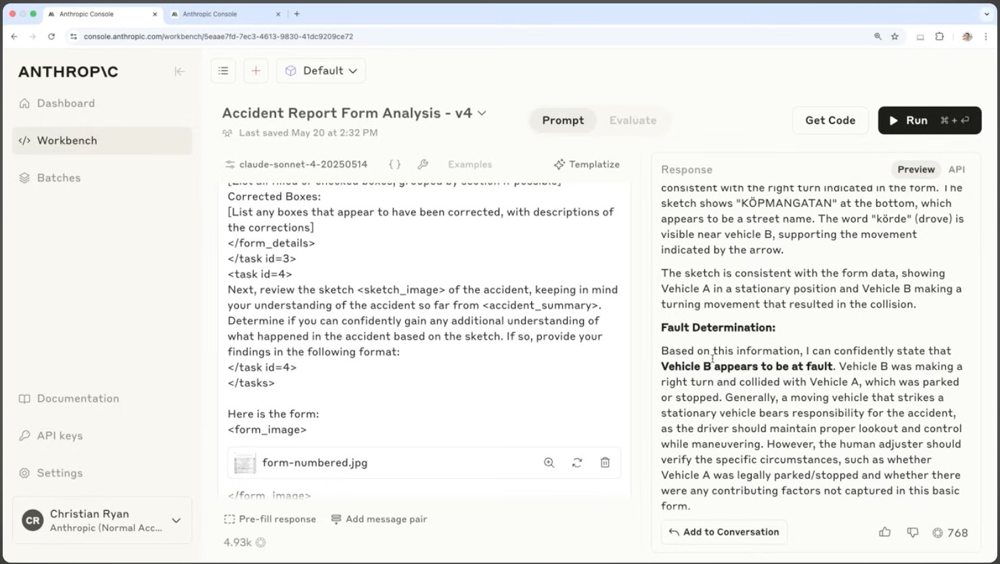 Anthropic Console
Anthropic Console
console.anthropic.com/workbench/5eaae7fd-7ec3-4613-9830-41dc9209ce72
ANTHROP\C
Dashboard
Workbench
Batches
Documentation
API keys
Settings
CR
Christian Ryan
Anthropic (Normal Acc...
Default
Accident Report Form Analysis - v4
Last saved May 20 at 2:32 PM
Prompt
Evaluate
Get Code
Run ⌘ + ⏎
claude-sonnet-4-20250514
{ }
Examples
Templatize
[List all filled or checked boxes, grouped by section if possible]
Corrected Boxes:
[List any boxes that appear to have been corrected, with descriptions of
the corrections]
</form_details>
</task id=3>
<task id=4>
Next, review the sketch <sketch_image> of the accident, keeping in mind
your understanding of the accident so far from <accident_summary>.
Determine if you can confidently gain any additional understanding of
what happened in the accident based on the sketch. If so, provide your
findings in the following format:
</task id=4>
</tasks>
Here is the form:
<form_image>
form-numbered.jpg
</form_image>
Pre-fill response
Add message pair
4.93k
Response
Preview
API
consistent with the right turn indicated in the form. The
sketch shows "KÖPMANGATAN" at the bottom, which
appears to be a street name. The word "körde" (drove) is
visible near vehicle B, supporting the movement
indicated by the arrow.
The sketch is consistent with the form data, showing
Vehicle A in a stationary position and Vehicle B making a
turning movement that resulted in the collision.
Fault Determination:
Based on this information, I can confidently state that
Vehicle B appears to be at fault. Vehicle B was making a
right turn and collided with Vehicle A, which was parked
or stopped. Generally, a moving vehicle that strikes a
stationary vehicle bears responsibility for the accident,
as the driver should maintain proper lookout and control
while maneuvering. However, the human adjuster should
verify the specific circumstances, such as whether
Vehicle A was legally parked/stopped and whether there
were any contributing factors not captured in this basic
form.
Add to Conversation
768